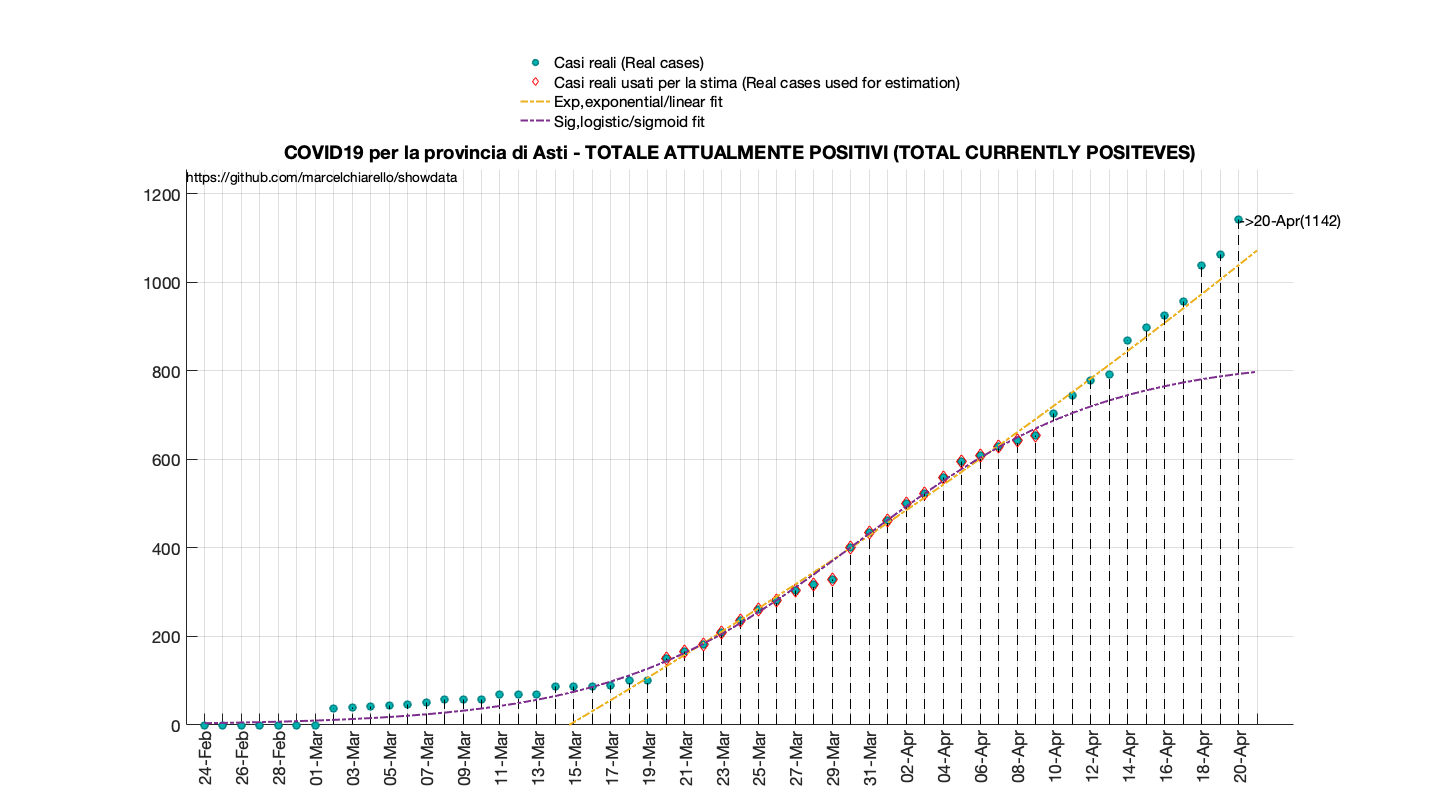 Casi reali (Real cases)
Casi reali usati per la stima (Real cases used for estimation)
Exp,exponential/linear fit
Sig,logistic/sigmoid fit
COVID19 per la provincia di Asti - TOTALE ATTUALMENTE POSITIVI (TOTAL CURRENTLY POSITEVES)
https://github.com/marcelchiarello/showdata
1200
->20-Apr(1142)
1000
800
600
400
200
0
24-Feb
26-Feb
28-Feb
01-Mar
03-Mar
05-Mar
07-Mar
09-Mar
11-Mar
13-Mar
15-Mar
17-Mar
19-Mar
21-Mar
23-Mar
25-Mar
27-Mar
29-Mar
31-Mar
02-Apr
04-Apr
06-Apr
08-Apr
10-Apr
12-Apr
14-Apr
16-Apr
18-Apr
20-Apr